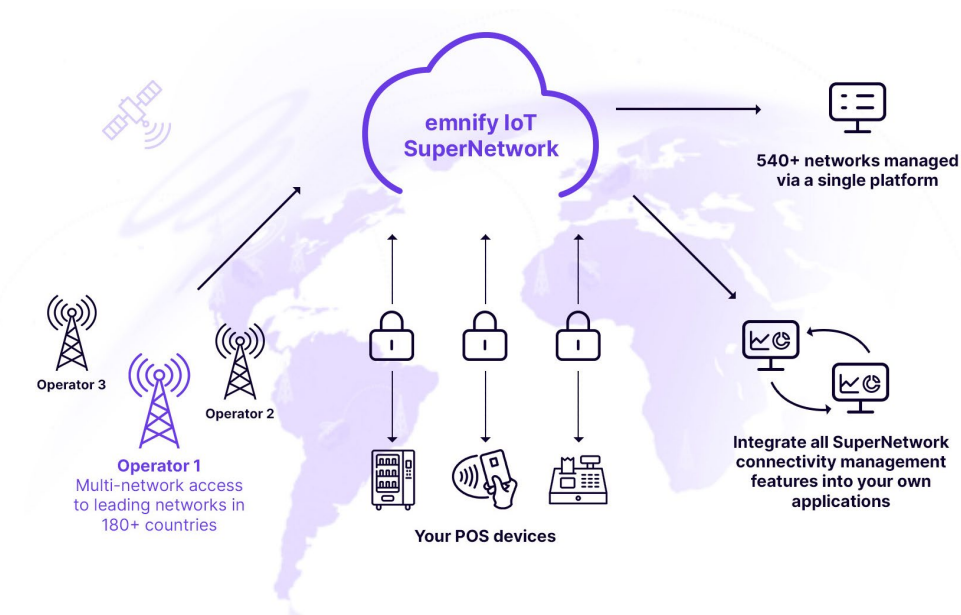 emnify IoT
SuperNetwork
540+ networks managed
via a single platform
Operator 3
Operator 2
Operator 1
Multi-network access
to leading networks in
180+ countries
Your POS devices
Integrate all SuperNetwork
connectivity management
features into your own
applications